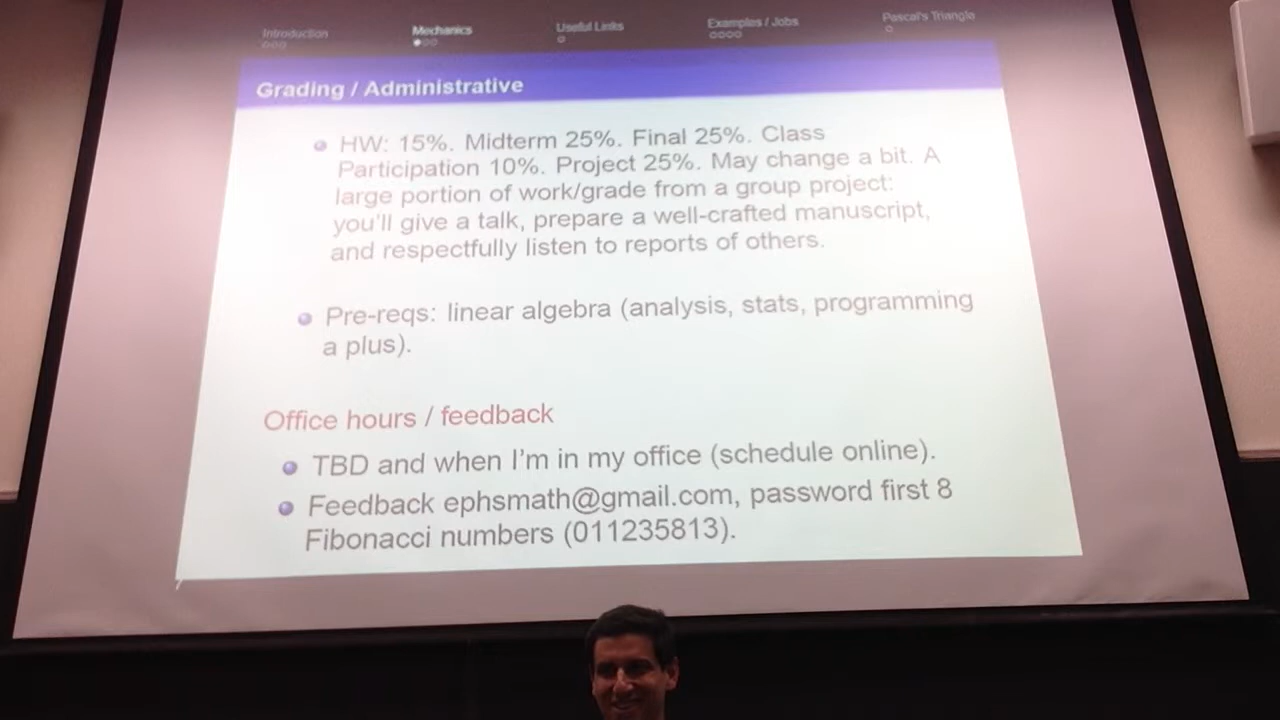 Introduction Mechanics Useful Links Examples / Jobs Pascal's Triangle
Grading / Administrative
HW: 15%. Midterm 25%. Final 25%. Class
Participation 10%. Project 25%. May change a bit. A
large portion of work/grade from a group project:
you'll give a talk, prepare a well-crafted manuscript,
and respectfully listen to reports of others.
Pre-reqs: linear algebra (analysis, stats, programming
a plus).
Office hours / feedback
TBD and when I'm in my office (schedule online).
Feedback ephsmath@gmail.com, password first 8
Fibonacci numbers (011235813).